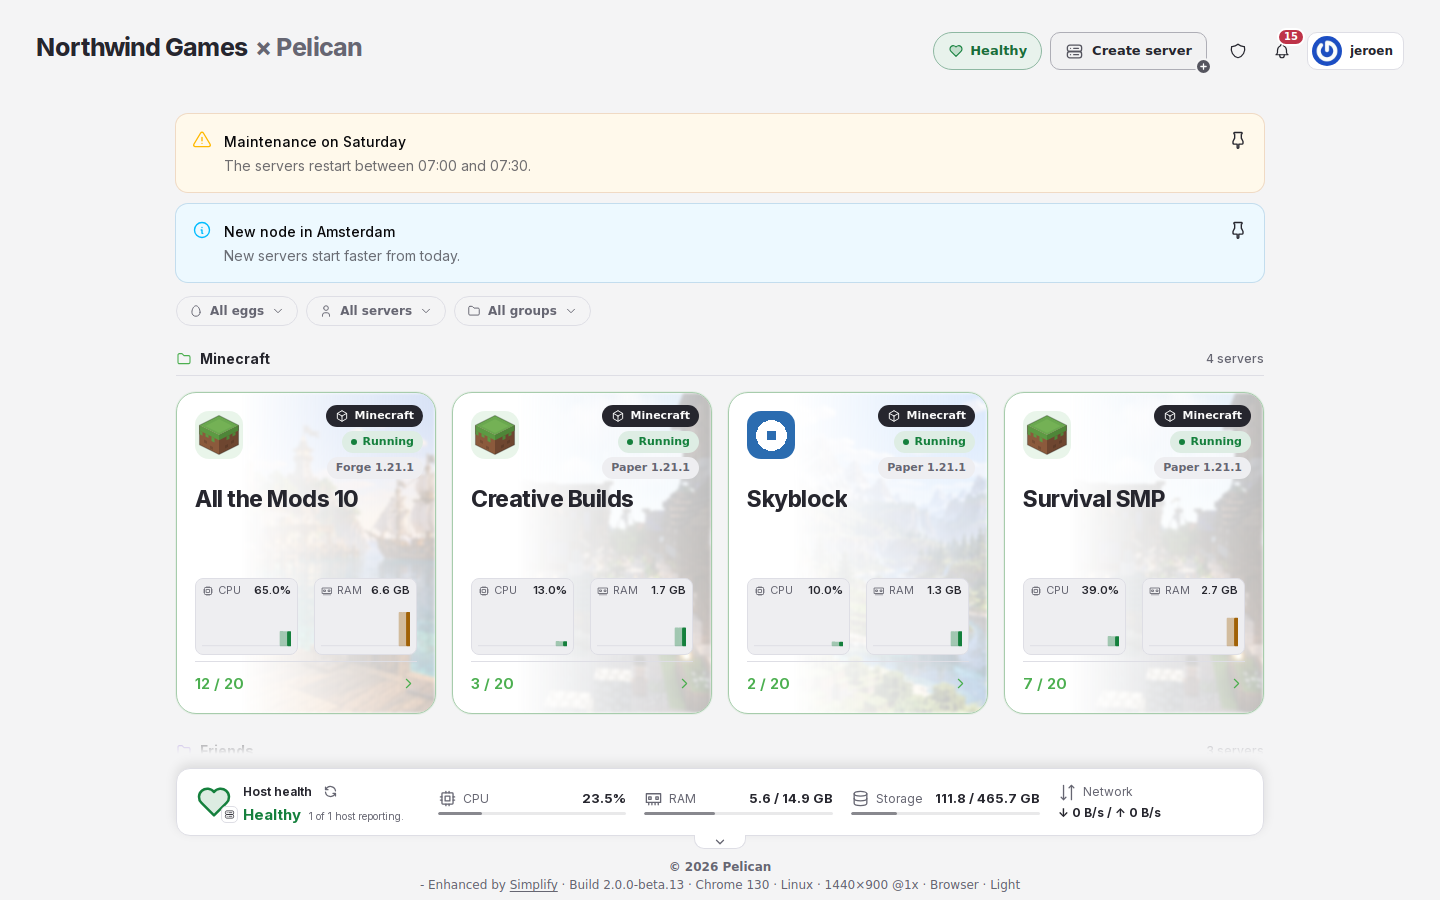 Northwind Games × Pelican
Healthy
Create server
15
jeroen
Maintenance on Saturday
The servers restart between 07:00 and 07:30.
New node in Amsterdam
New servers start faster from today.
All eggs
All servers
All groups
Minecraft
4 servers
Minecraft
Running
Forge 1.21.1
All the Mods 10
CPU 65.0%
RAM 6.6 GB
12 / 20
Minecraft
Running
Paper 1.21.1
Creative Builds
CPU 13.0%
RAM 1.7 GB
3 / 20
Minecraft
Running
Paper 1.21.1
Skyblock
CPU 10.0%
RAM 1.3 GB
2 / 20
Minecraft
Running
Paper 1.21.1
Survival SMP
CPU 39.0%
RAM 2.7 GB
7 / 20
Friends
3 servers
Host health
Healthy 1 of 1 host reporting.
CPU 23.5%
RAM 5.6 / 14.9 GB
Storage 111.8 / 465.7 GB
Network
↓ 0 B/s / ↑ 0 B/s
© 2026 Pelican
- Enhanced by Simplify · Build 2.0.0-beta.13 · Chrome 130 · Linux · 1440×900 @1x · Browser · Light